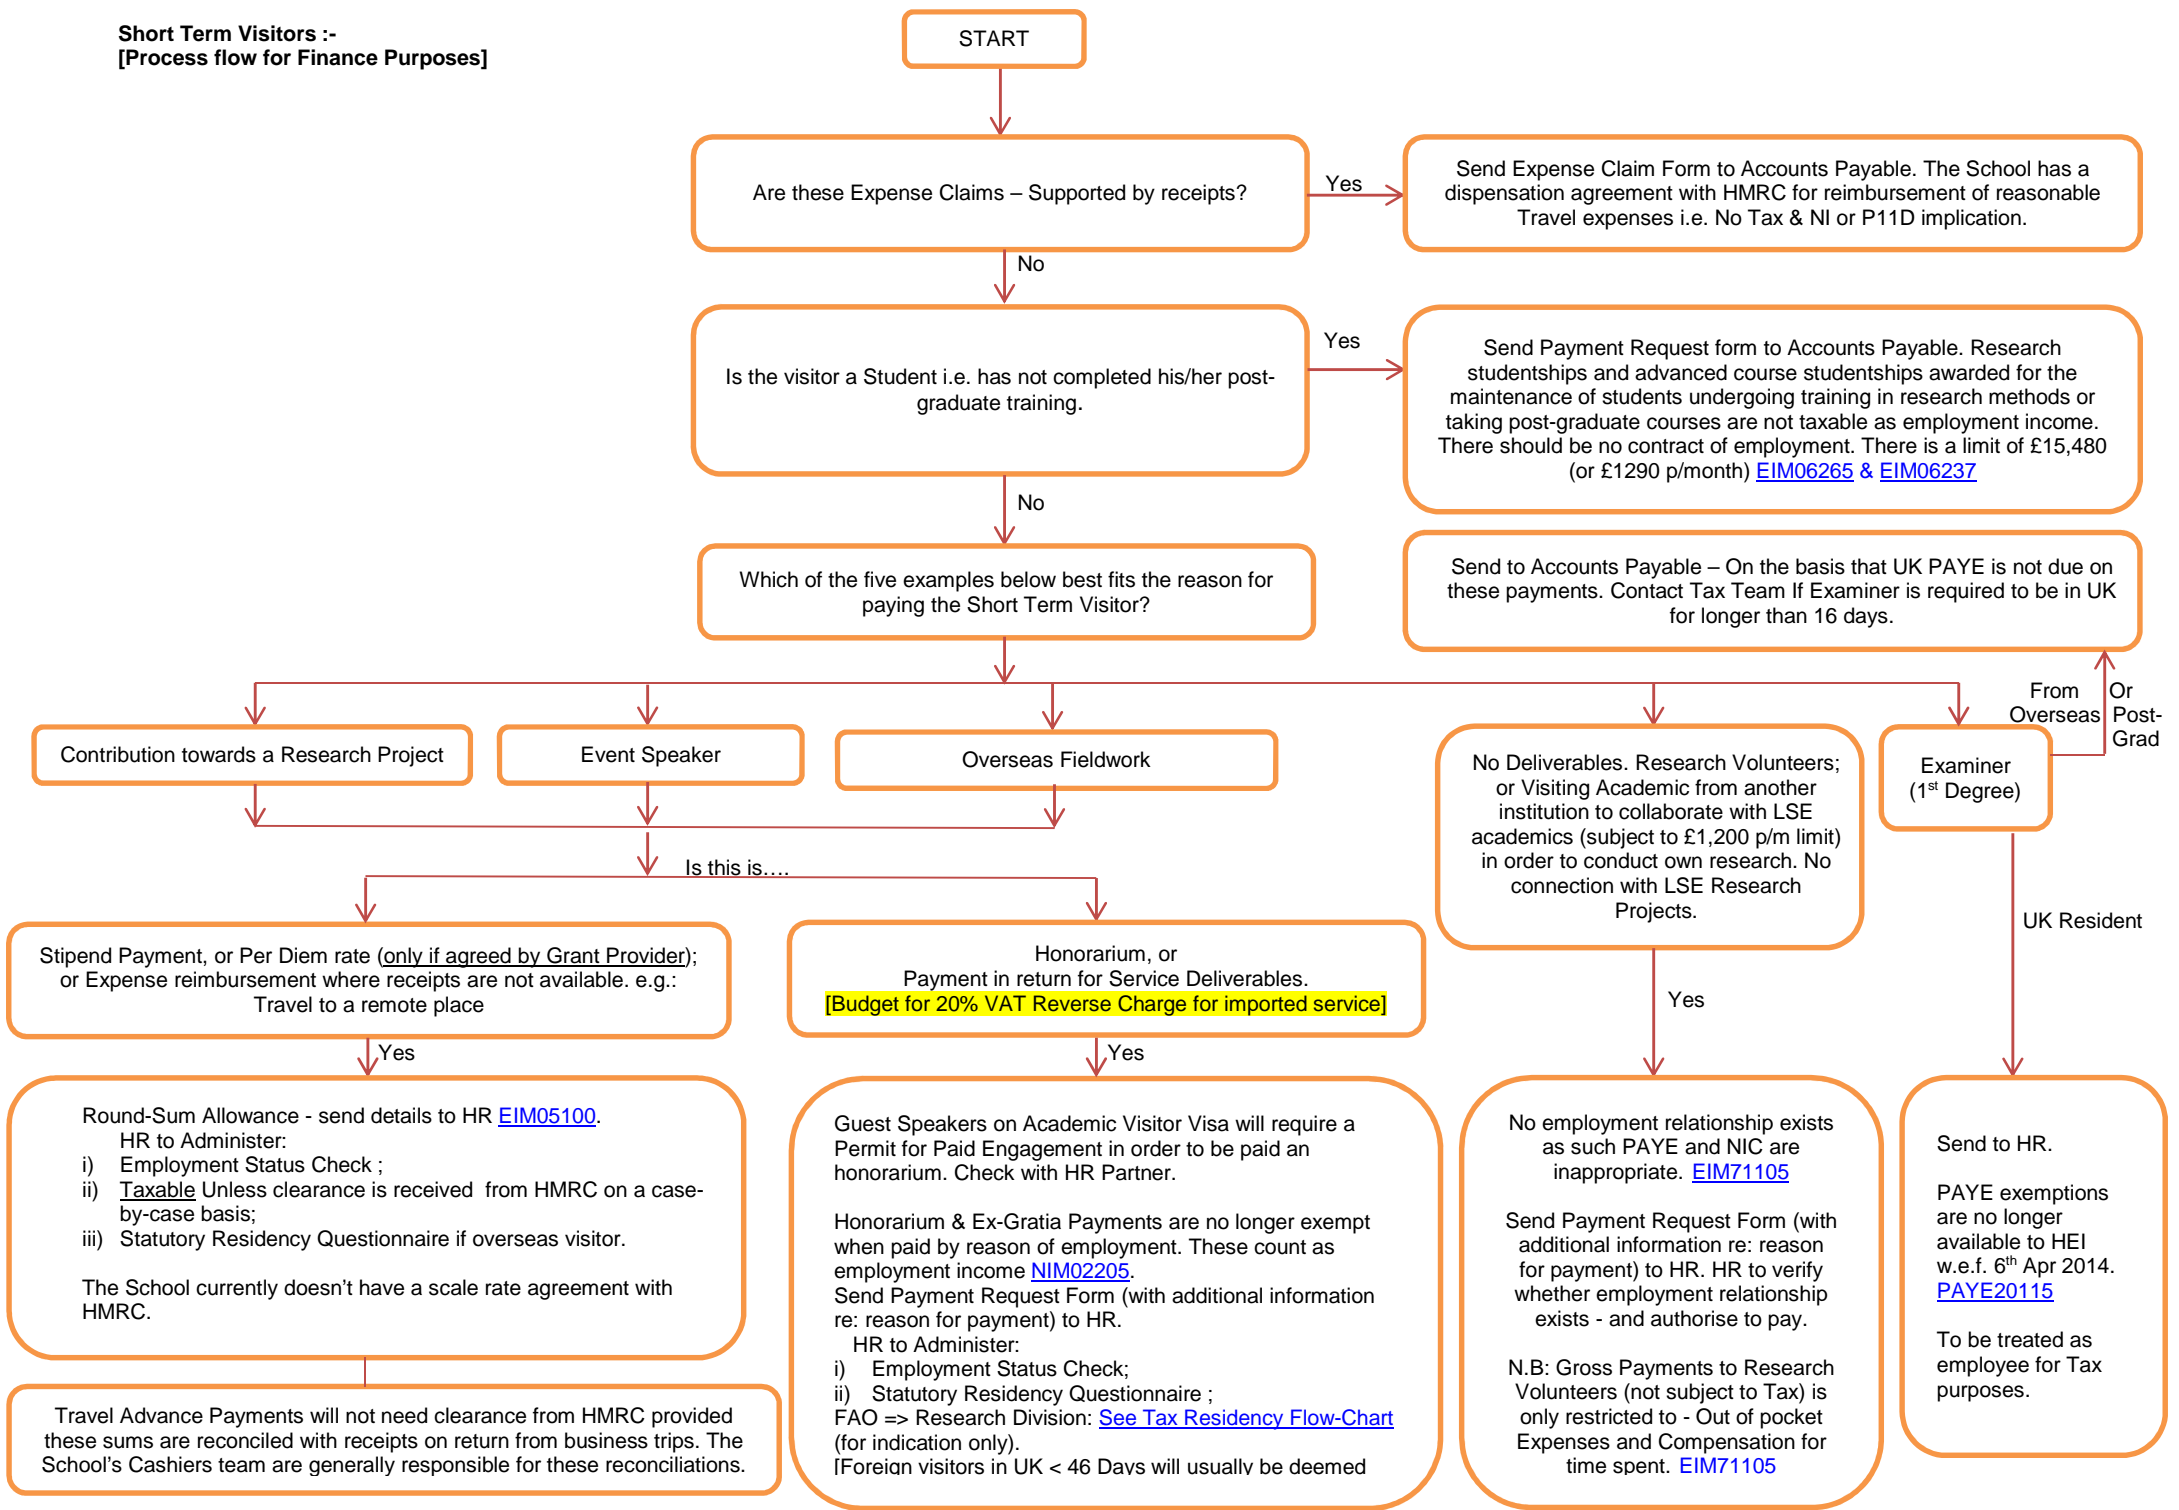 Short Term Visitors :-
[Process flow for Finance Purposes]
START
Are these Expense Claims – Supported by receipts?
Yes
Send Expense Claim Form to Accounts Payable. The School has a
dispensation agreement with HMRC for reimbursement of reasonable
Travel expenses i.e. No Tax & NI or P11D implication.
No
Is the visitor a Student i.e. has not completed his/her post-
graduate training.
Yes
Send Payment Request form to Accounts Payable. Research
studentships and advanced course studentships awarded for the
maintenance of students undergoing training in research methods or
taking post-graduate courses are not taxable as employment income.
There should be no contract of employment. There is a limit of £15,480
(or £1290 p/month) EIM06265 & EIM06237
No
Which of the five examples below best fits the reason for
paying the Short Term Visitor?
Send to Accounts Payable – On the basis that UK PAYE is not due on
these payments. Contact Tax Team If Examiner is required to be in UK
for longer than 16 days.
From
Overseas
Or
Post-
Grad
Contribution towards a Research Project
Event Speaker
Overseas Fieldwork
No Deliverables. Research Volunteers;
or Visiting Academic from another
institution to collaborate with LSE
academics (subject to £1,200 p/m limit)
in order to conduct own research. No
connection with LSE Research
Projects.
Examiner
(1st Degree)
Is this is….
Stipend Payment, or Per Diem rate (only if agreed by Grant Provider);
or Expense reimbursement where receipts are not available. e.g.:
Travel to a remote place
Honorarium, or
Payment in return for Service Deliverables.
[Budget for 20% VAT Reverse Charge for imported service]
Yes
UK Resident
Yes
Yes
Round-Sum Allowance - send details to HR EIM05100.
HR to Administer:
i) Employment Status Check ;
ii) Taxable Unless clearance is received from HMRC on a case-
by-case basis;
iii) Statutory Residency Questionnaire if overseas visitor.
The School currently doesn't have a scale rate agreement with
HMRC.
Travel Advance Payments will not need clearance from HMRC provided
these sums are reconciled with receipts on return from business trips. The
School's Cashiers team are generally responsible for these reconciliations.
Guest Speakers on Academic Visitor Visa will require a
Permit for Paid Engagement in order to be paid an
honorarium. Check with HR Partner.
Honorarium & Ex-Gratia Payments are no longer exempt
when paid by reason of employment. These count as
employment income NIM02205.
Send Payment Request Form (with additional information
re: reason for payment) to HR.
HR to Administer:
i) Employment Status Check;
ii) Statutory Residency Questionnaire ;
FAO => Research Division: See Tax Residency Flow-Chart
(for indication only).
[Foreign visitors in UK < 46 Days will usually be deemed
No employment relationship exists
as such PAYE and NIC are
inappropriate. EIM71105
Send Payment Request Form (with
additional information re: reason
for payment) to HR. HR to verify
whether employment relationship
exists - and authorise to pay.
N.B: Gross Payments to Research
Volunteers (not subject to Tax) is
only restricted to - Out of pocket
Expenses and Compensation for
time spent. EIM71105
Send to HR.
PAYE exemptions
are no longer
available to HEI
w.e.f. 6th Apr 2014.
PAYE20115
To be treated as
employee for Tax
purposes.